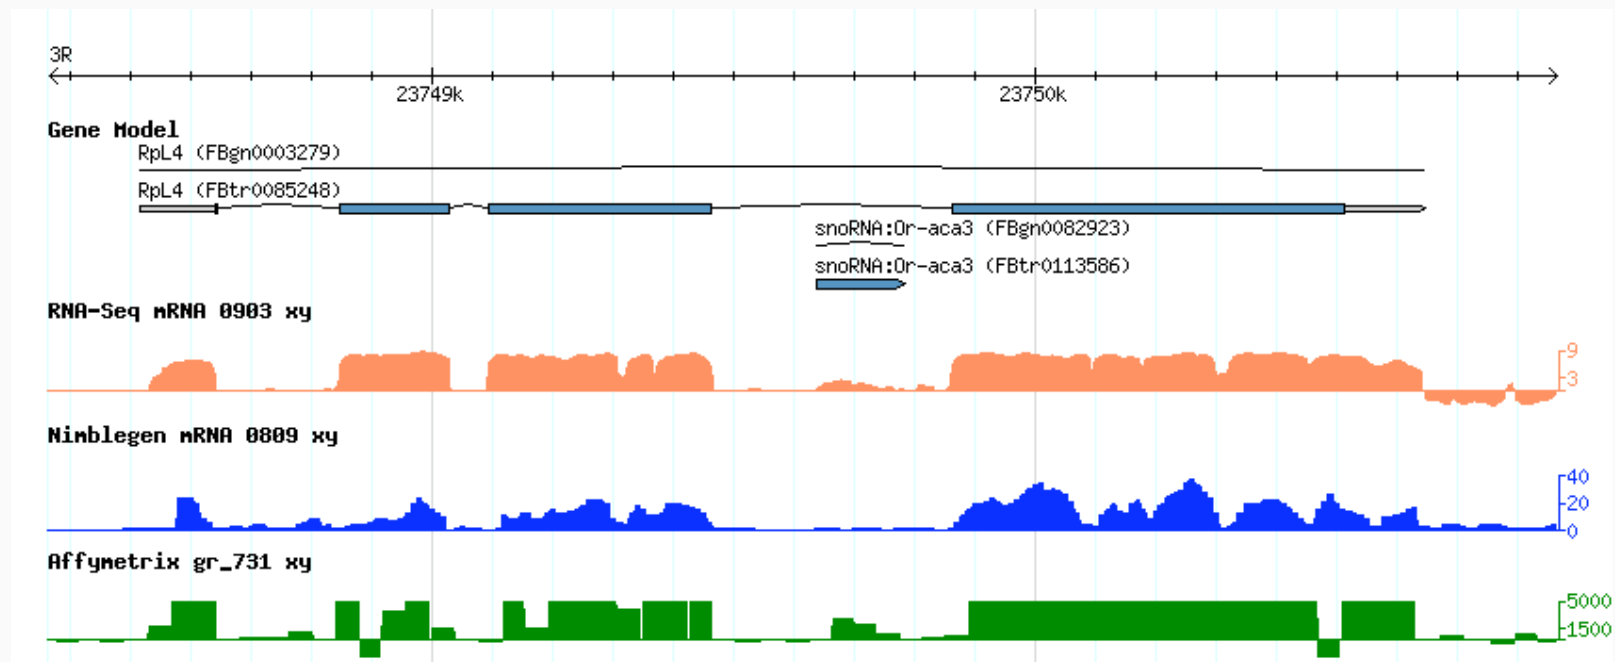 3R
23749k 23750k
Gene Model
RpL4 (FBgn0003279)
RpL4 (FBtr0085248)
snoRNA:Or-aca3 (FBgn0082923)
snoRNA:Or-aca3 (FBtr0113586)
RNA-Seq mRNA 0903 xy
9
3
Nimblegen mRNA 0809 xy
40
20
0
Affymetrix gr_731 xy
5000
1500